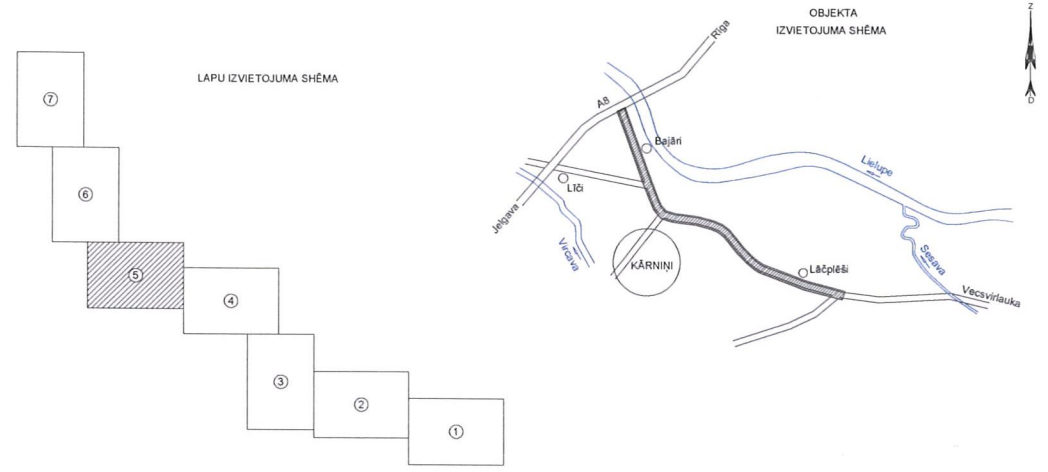 LAPU IZVIETOJUMA SHĒMA
7
6
5
4
3
2
1
OBJEKTA
IZVIETOJUMA SHĒMA
Z
D
Rīga
A8
Bajāri
Līči
Jelgava
Vircava
KĀRNIŅI
Lielupe
Sesava
Lāčplēši
Vecsvirlauka